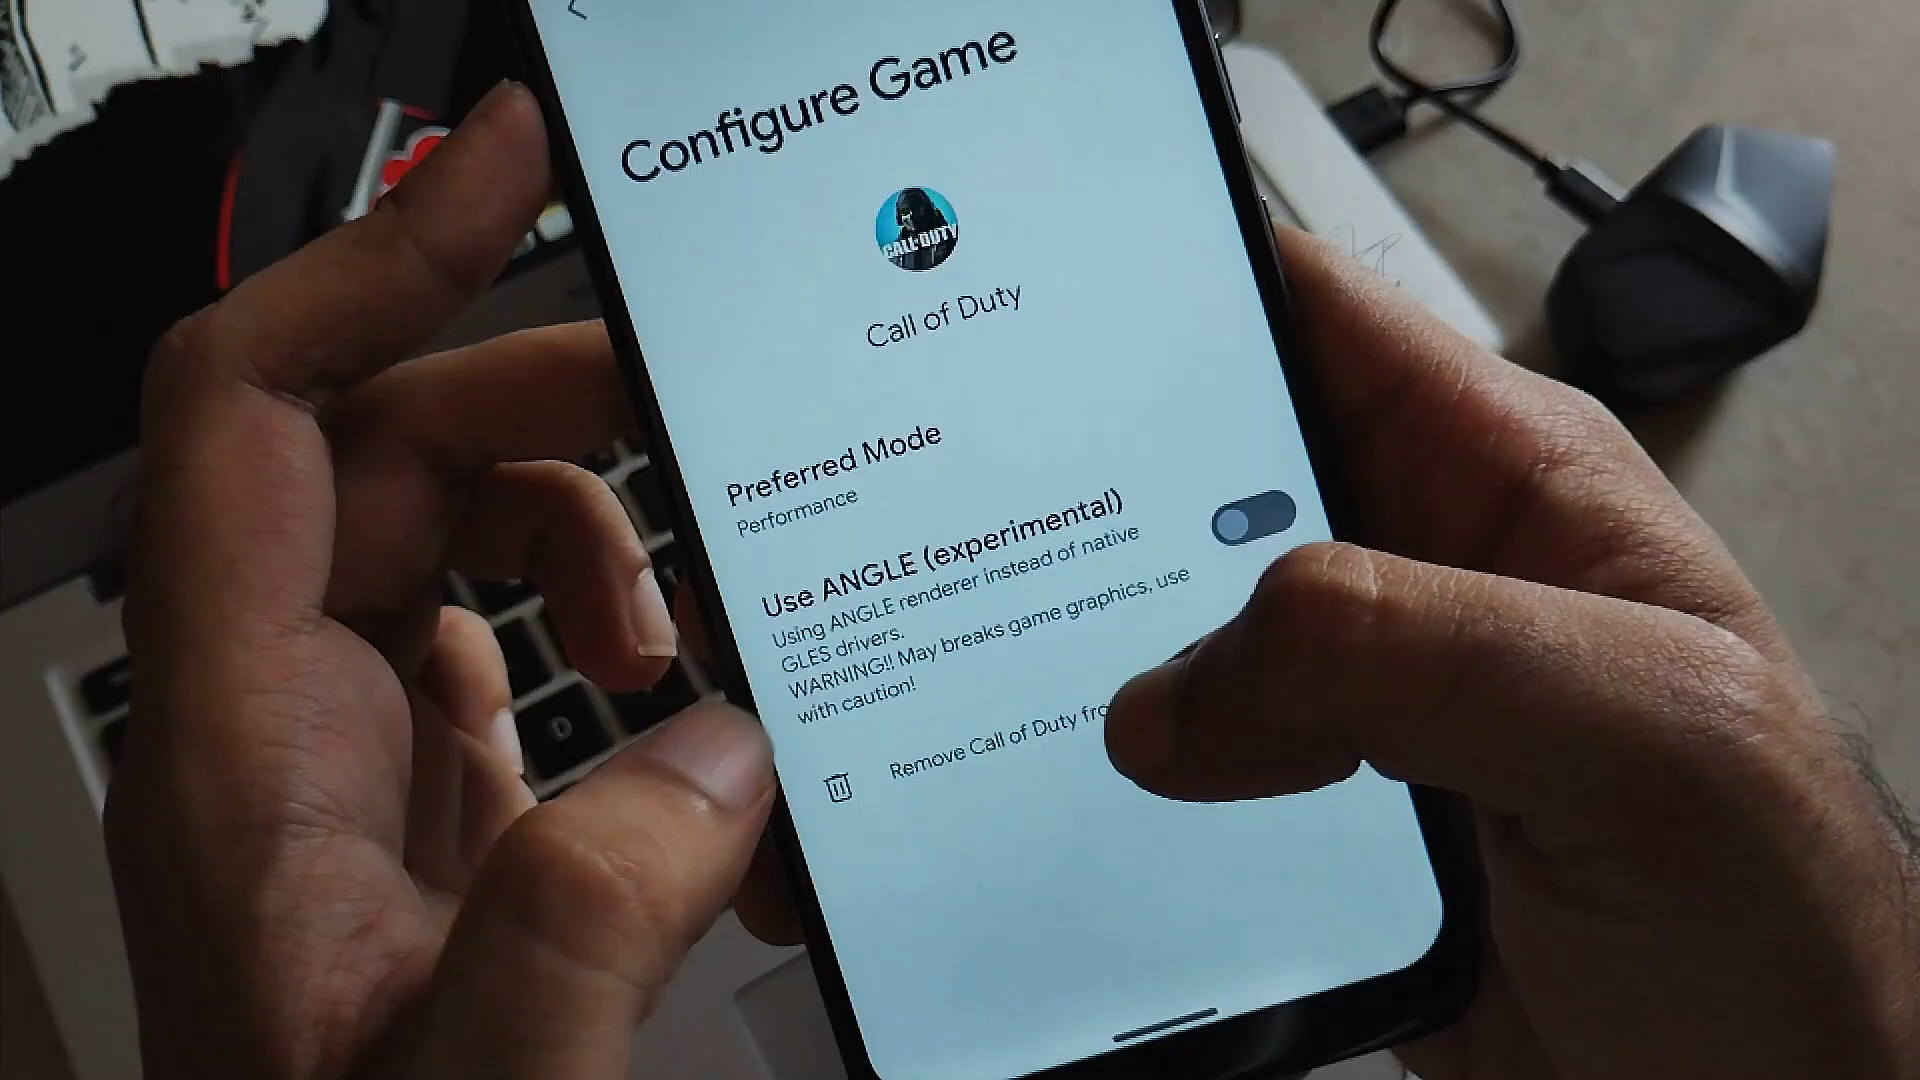 Configure Game
CALL OF DUTY
Call of Duty
Preferred Mode
Performance
Use ANGLE (experimental)
Using ANGLE renderer instead of native
GLES drivers.
WARNING!! May breaks game graphics, use
with caution!
Remove Call of Duty
D